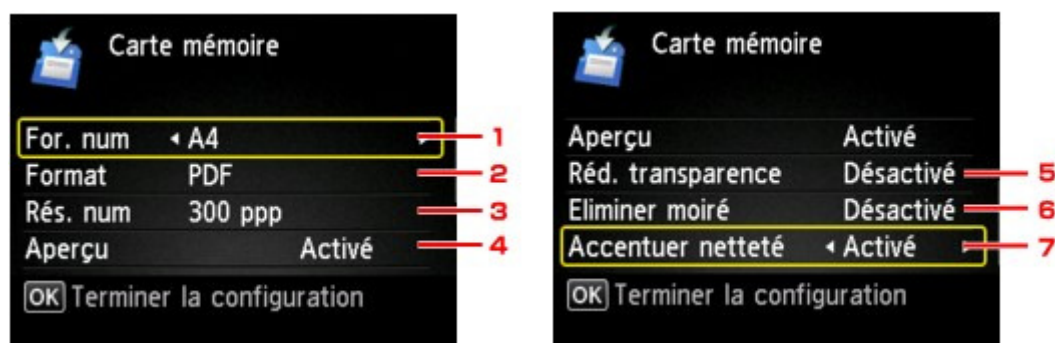 Carte mémoire
For. num A4 1
Format PDF 2
Rés. num 300 ppp 3
Aperçu Activé 4
OK Terminer la configuration
Carte mémoire
Aperçu Activé
Réd. transparence Désactivé 5
Eliminer moiré Désactivé 6
Accentuer netteté Activé 7
OK Terminer la configuration